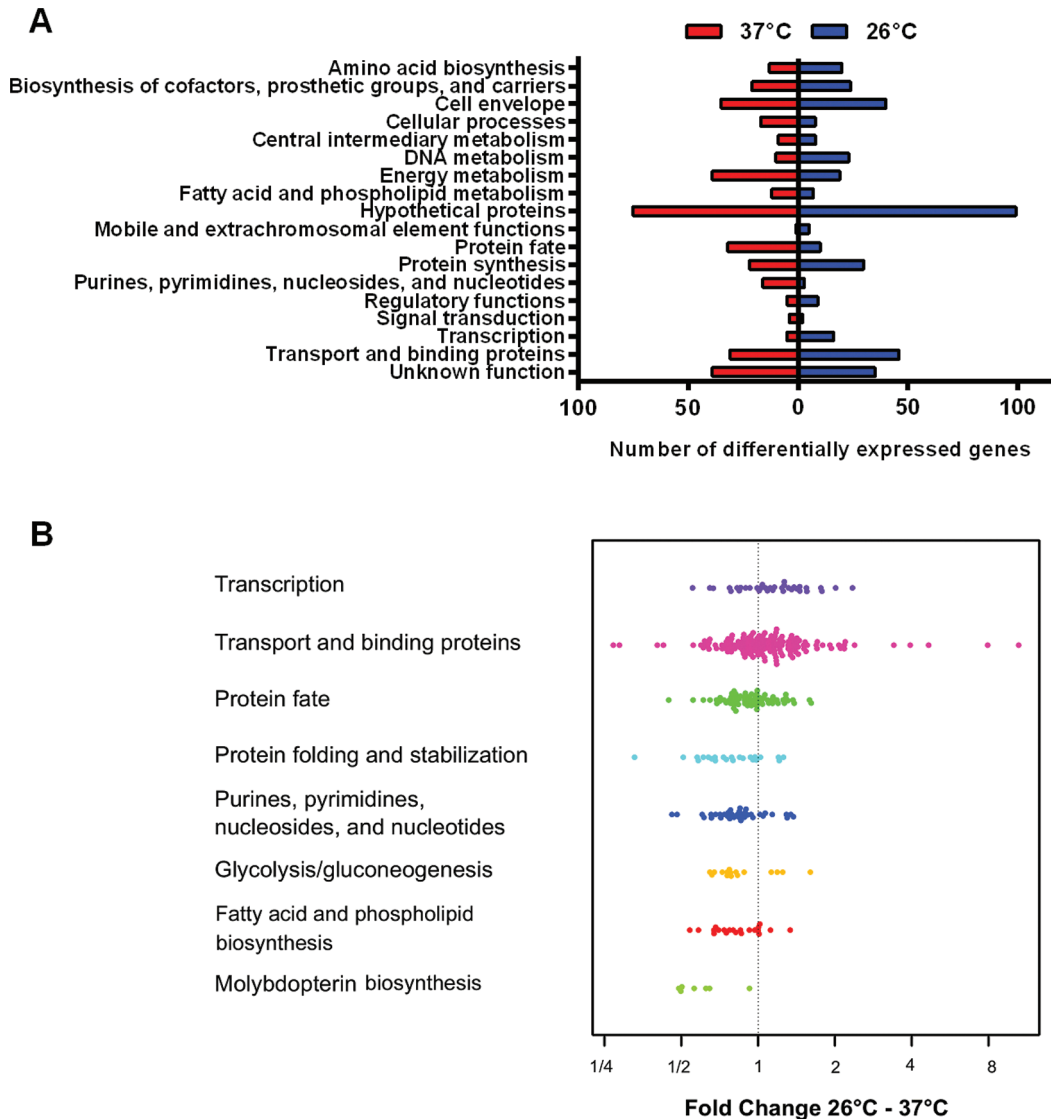 A
37°C 26°C
Amino acid biosynthesis
Biosynthesis of cofactors, prosthetic groups, and carriers
Cell envelope
Cellular processes
Central intermediary metabolism
DNA metabolism
Energy metabolism
Fatty acid and phospholipid metabolism
Hypothetical proteins
Mobile and extrachromosomal element functions
Protein fate
Protein synthesis
Purines, pyrimidines, nucleosides, and nucleotides
Regulatory functions
Signal transduction
Transcription
Transport and binding proteins
Unknown function
100 50 0 50 100
Number of differentially expressed genes
B
Transcription
Transport and binding proteins
Protein fate
Protein folding and stabilization
Purines, pyrimidines,
nucleosides, and nucleotides
Glycolysis/gluconeogenesis
Fatty acid and phospholipid
biosynthesis
Molybdopterin biosynthesis
1/4 1/2 1 2 4 8
Fold Change 26°C - 37°C